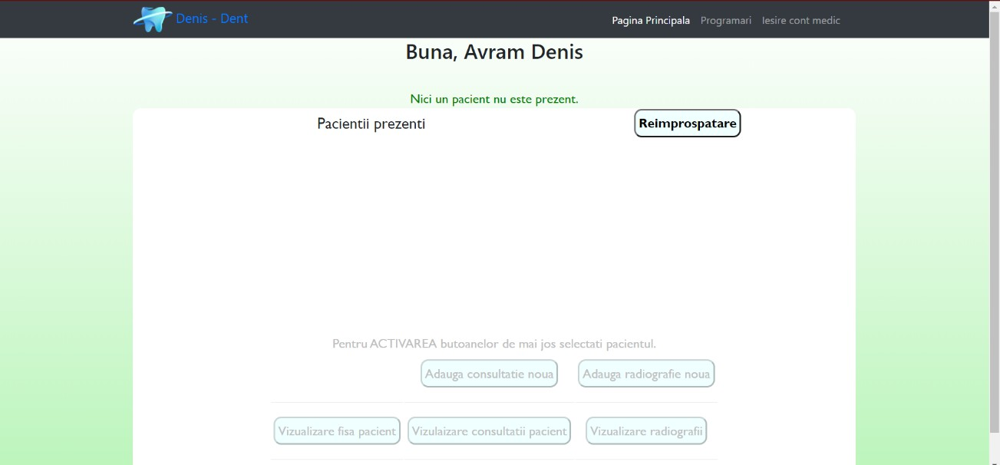 Denis - Dent
Pagina Principala Programari Iesire cont medic
Buna, Avram Denis
Nici un pacient nu este prezent.
Pacientii prezenti Reimprospatare
Pentru ACTIVAREA butoanelor de mai jos selectati pacientul.
Adauga consultatie noua Adauga radiografie noua
Vizualizare fisa pacient Vizulaizare consultatii pacient Vizualizare radiografii